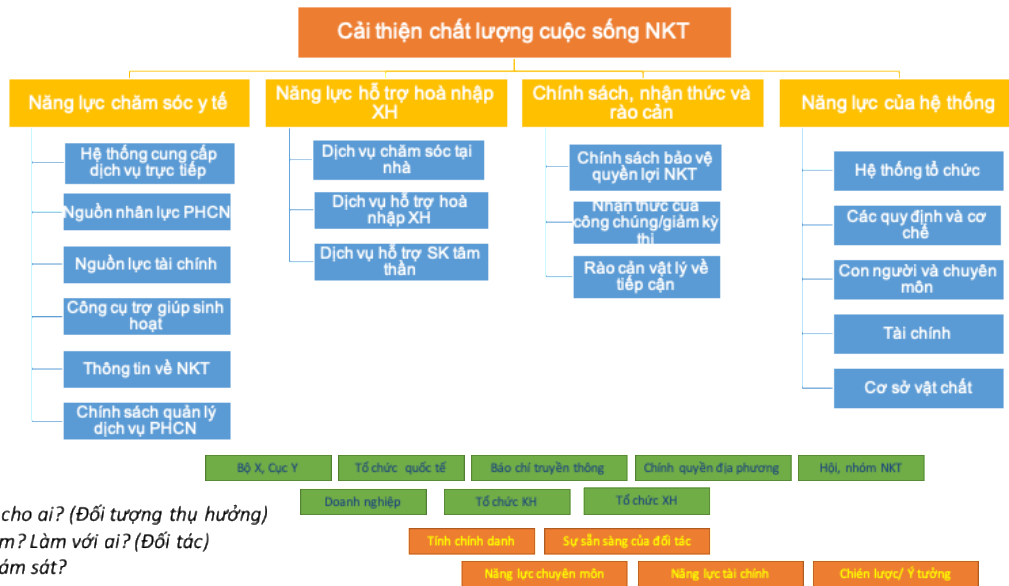 Cải thiện chất lượng cuộc sống NKT
Năng lực chăm sóc y tế
Hệ thống cung cấp
dịch vụ trực tiếp
Nguồn nhân lực PHCN
Nguồn lực tài chính
Công cụ trợ giúp sinh
hoạt
Thông tin về NKT
Chính sách quản lý
dịch vụ PHCN
Năng lực hỗ trợ hoà nhập
XH
Dịch vụ chăm sóc tại
nhà
Dịch vụ hỗ trợ hoà
nhập XH
Dịch vụ hỗ trợ SK tâm
thần
Chính sách, nhận thức và
rào cản
Chính sách bảo vệ
quyền lợi NKT
Nhận thức của
công chúng/giảm kỳ
thị
Rào cản vật lý về
tiếp cận
Năng lực của hệ thống
Hệ thống tổ chức
Các quy định và cơ
chế
Con người và chuyên
môn
Tài chính
Cơ sở vật chất
Bộ X, Cục Y
Tổ chức quốc tế
Báo chí truyền thông
Chính quyền địa phương
Hội, nhóm NKT
Doanh nghiệp
Tổ chức KH
Tổ chức XH
cho ai? (Đối tượng thụ hưởng)
m? Làm với ai? (Đối tác)
ám sát?
Tính chính danh
Sự sẵn sàng của đối tác
Năng lực chuyên môn
Năng lực tài chính
Chiến lược/ Ý tưởng